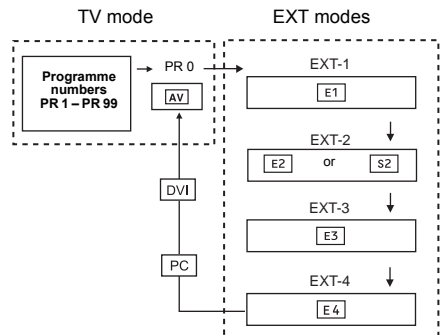 TV mode
EXT modes
Programme
numbers
PR 1 – PR 99
PR 0
AV
EXT-1
E1
EXT-2
E2 or S2
EXT-3
E3
EXT-4
E4
DVI
PC